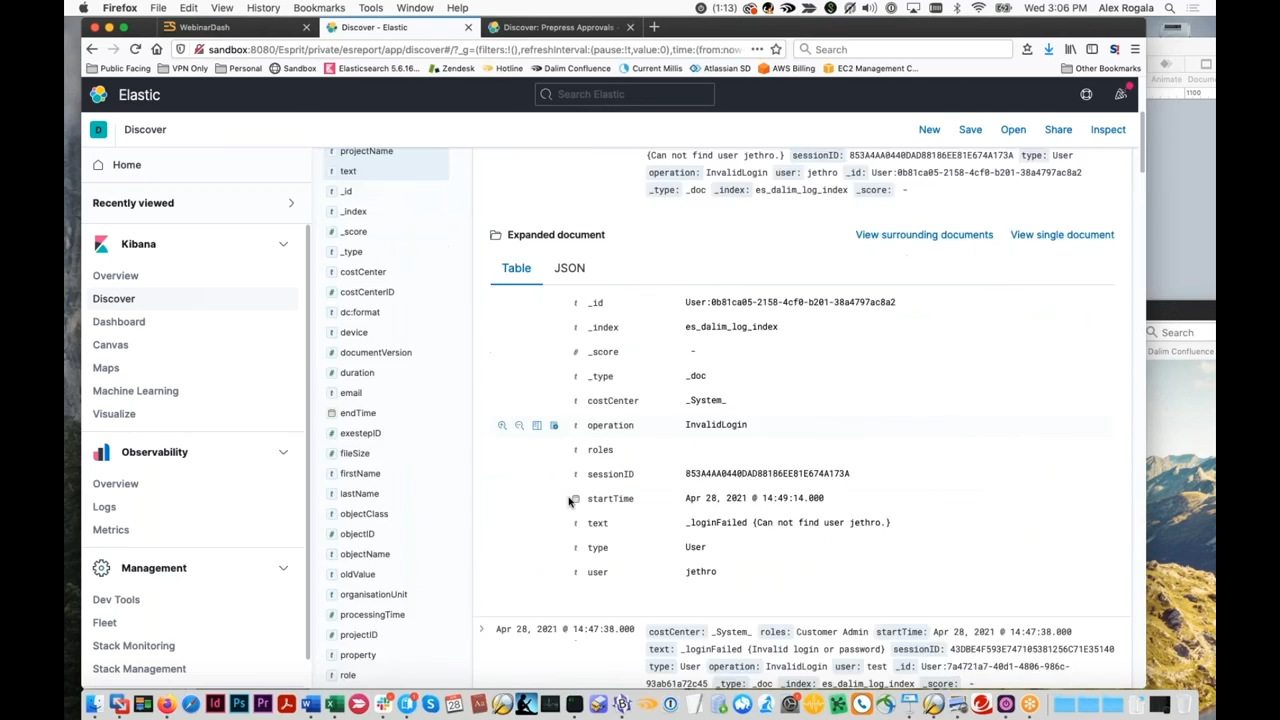 Firefox File Edit View History Bookmarks Tools Window Help (1:13) Wed 3:06 PM Alex Rogala
WebinarDash Discover - Elastic Discover: Prepress Approvals -
sandbox:8080/Esprit/private/esreport/app/discover#/?_g=(filters:!(),refreshInterval:(pause:!t,value:0),time:(from:now Search
Public Facing VPN Only Personal Sandbox Elasticsearch 5.6.16... Zendesk Hotline Dalim Confluence Current Millis Atlassian SD AWS Billing EC2 Management C... Other Bookmarks
Animate Docum
1100
Elastic Search Elastic
D Discover New Save Open Share Inspect
Home
Recently viewed
Kibana
Overview
Discover
Dashboard
Canvas
Maps
Machine Learning
Visualize
Observability
Overview
Logs
Metrics
Management
Dev Tools
Fleet
Stack Monitoring
Stack Management
projectName
t text
t _id
t _index
# _score
t _type
t costCenter
# costCenterID
t dc:format
t device
# documentVersion
# duration
t email
endTime
# exestepID
# fileSize
t firstName
t lastName
t objectClass
# objectID
t objectName
t oldValue
t organisationUnit
# processingTime
# projectID
t property
t role
{Can not find user jethro.} sessionID: 853A4AA0440DAD88186EE81E674A173A type: User
operation: InvalidLogin user: jethro _id: User:0b81ca05-2158-4cf0-b201-38a4797ac8a2
_type: _doc _index: es_dalim_log_index _score: -
Expanded document View surrounding documents View single document
Table JSON
t _id User:0b81ca05-2158-4cf0-b201-38a4797ac8a2
t _index es_dalim_log_index
# _score -
t _type _doc
t costCenter _System_
t operation InvalidLogin
t roles
t sessionID 853A4AA0440DAD88186EE81E674A173A
startTime Apr 28, 2021 @ 14:49:14.000
t text _loginFailed {Can not find user jethro.}
t type User
t user jethro
Apr 28, 2021 @ 14:47:38.000 costCenter: _System_ roles: Customer Admin startTime: Apr 28, 2021 @ 14:47:38.000
text: _loginFailed {Invalid login or password} sessionID: 43DBE4F593E747105381256C71E35140
type: User operation: InvalidLogin user: test _id: User:7a4721a7-40d1-4806-986c-
93ab61a72c45 _type: _doc _index: es_dalim_log_index _score: -
Search
Dalim Confluence